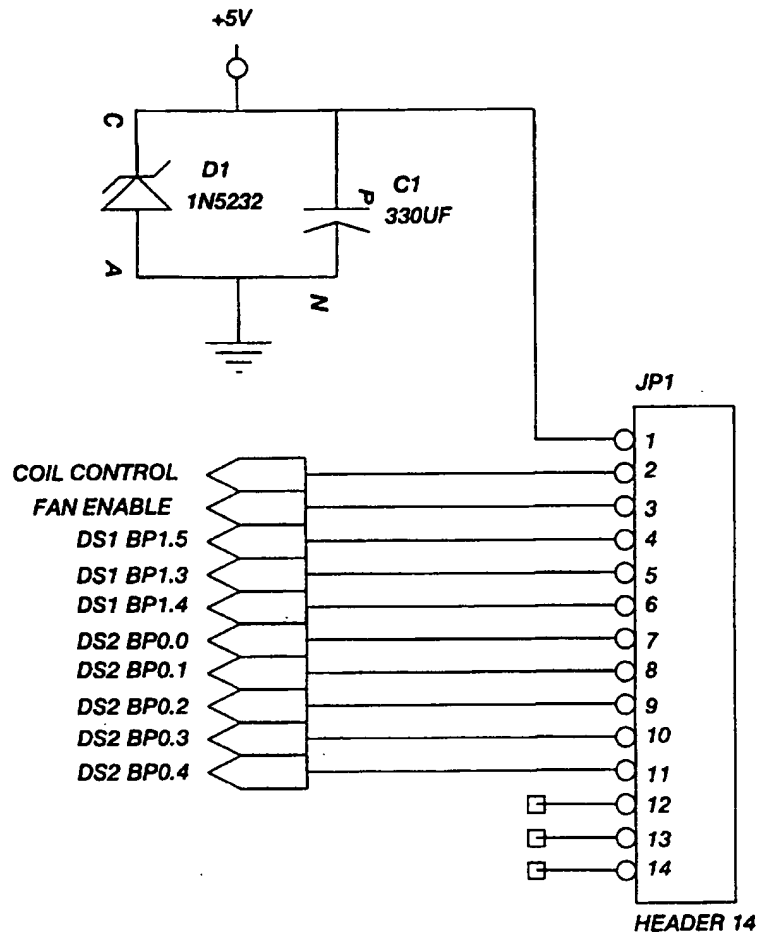 +5V
C
D1
1N5232
P
C1
330UF
A
N
JP1
1
COIL CONTROL
2
FAN ENABLE
3
DS1 BP1.5
4
DS1 BP1.3
5
DS1 BP1.4
6
DS2 BP0.0
7
DS2 BP0.1
8
DS2 BP0.2
9
DS2 BP0.3
10
DS2 BP0.4
11
12
13
14
HEADER 14